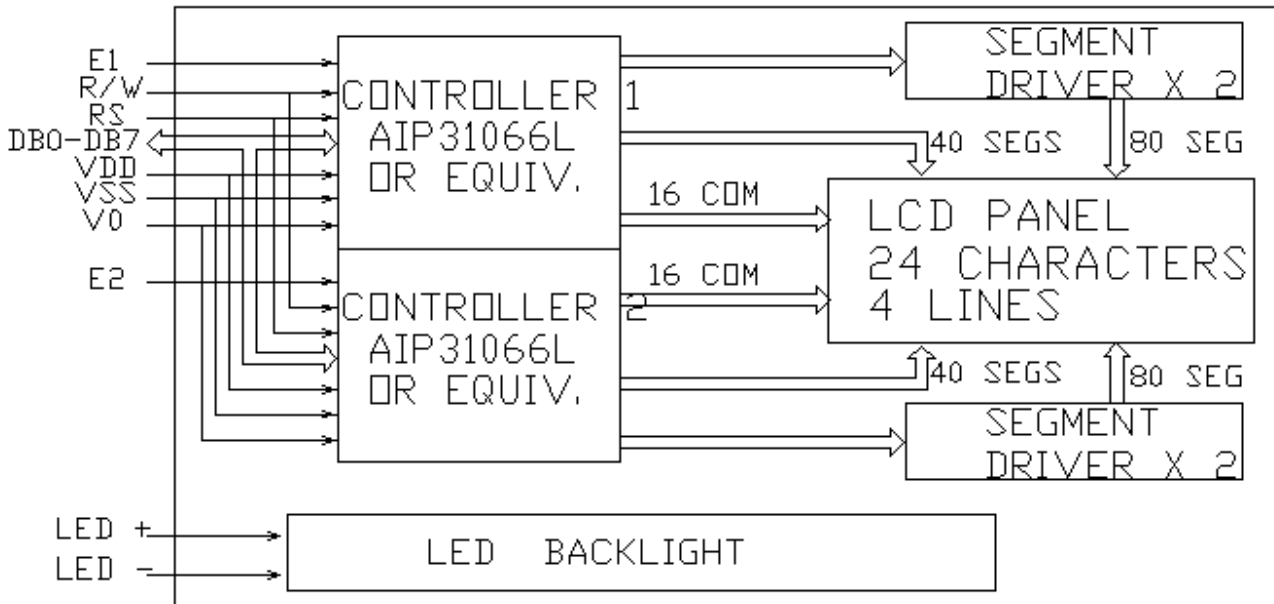 E1
R/W
RS
DB0-DB7
VDD
VSS
V0
E2
CONTROLLER 1
AIP31066L
OR EQUIV.
CONTROLLER 2
AIP31066L
OR EQUIV.
SEGMENT
DRIVER X 2
40 SEGS
80 SEG
16 COM
16 COM
LCD PANEL
24 CHARACTERS
4 LINES
40 SEGS
80 SEG
SEGMENT
DRIVER X 2
LED +
LED -
LED BACKLIGHT